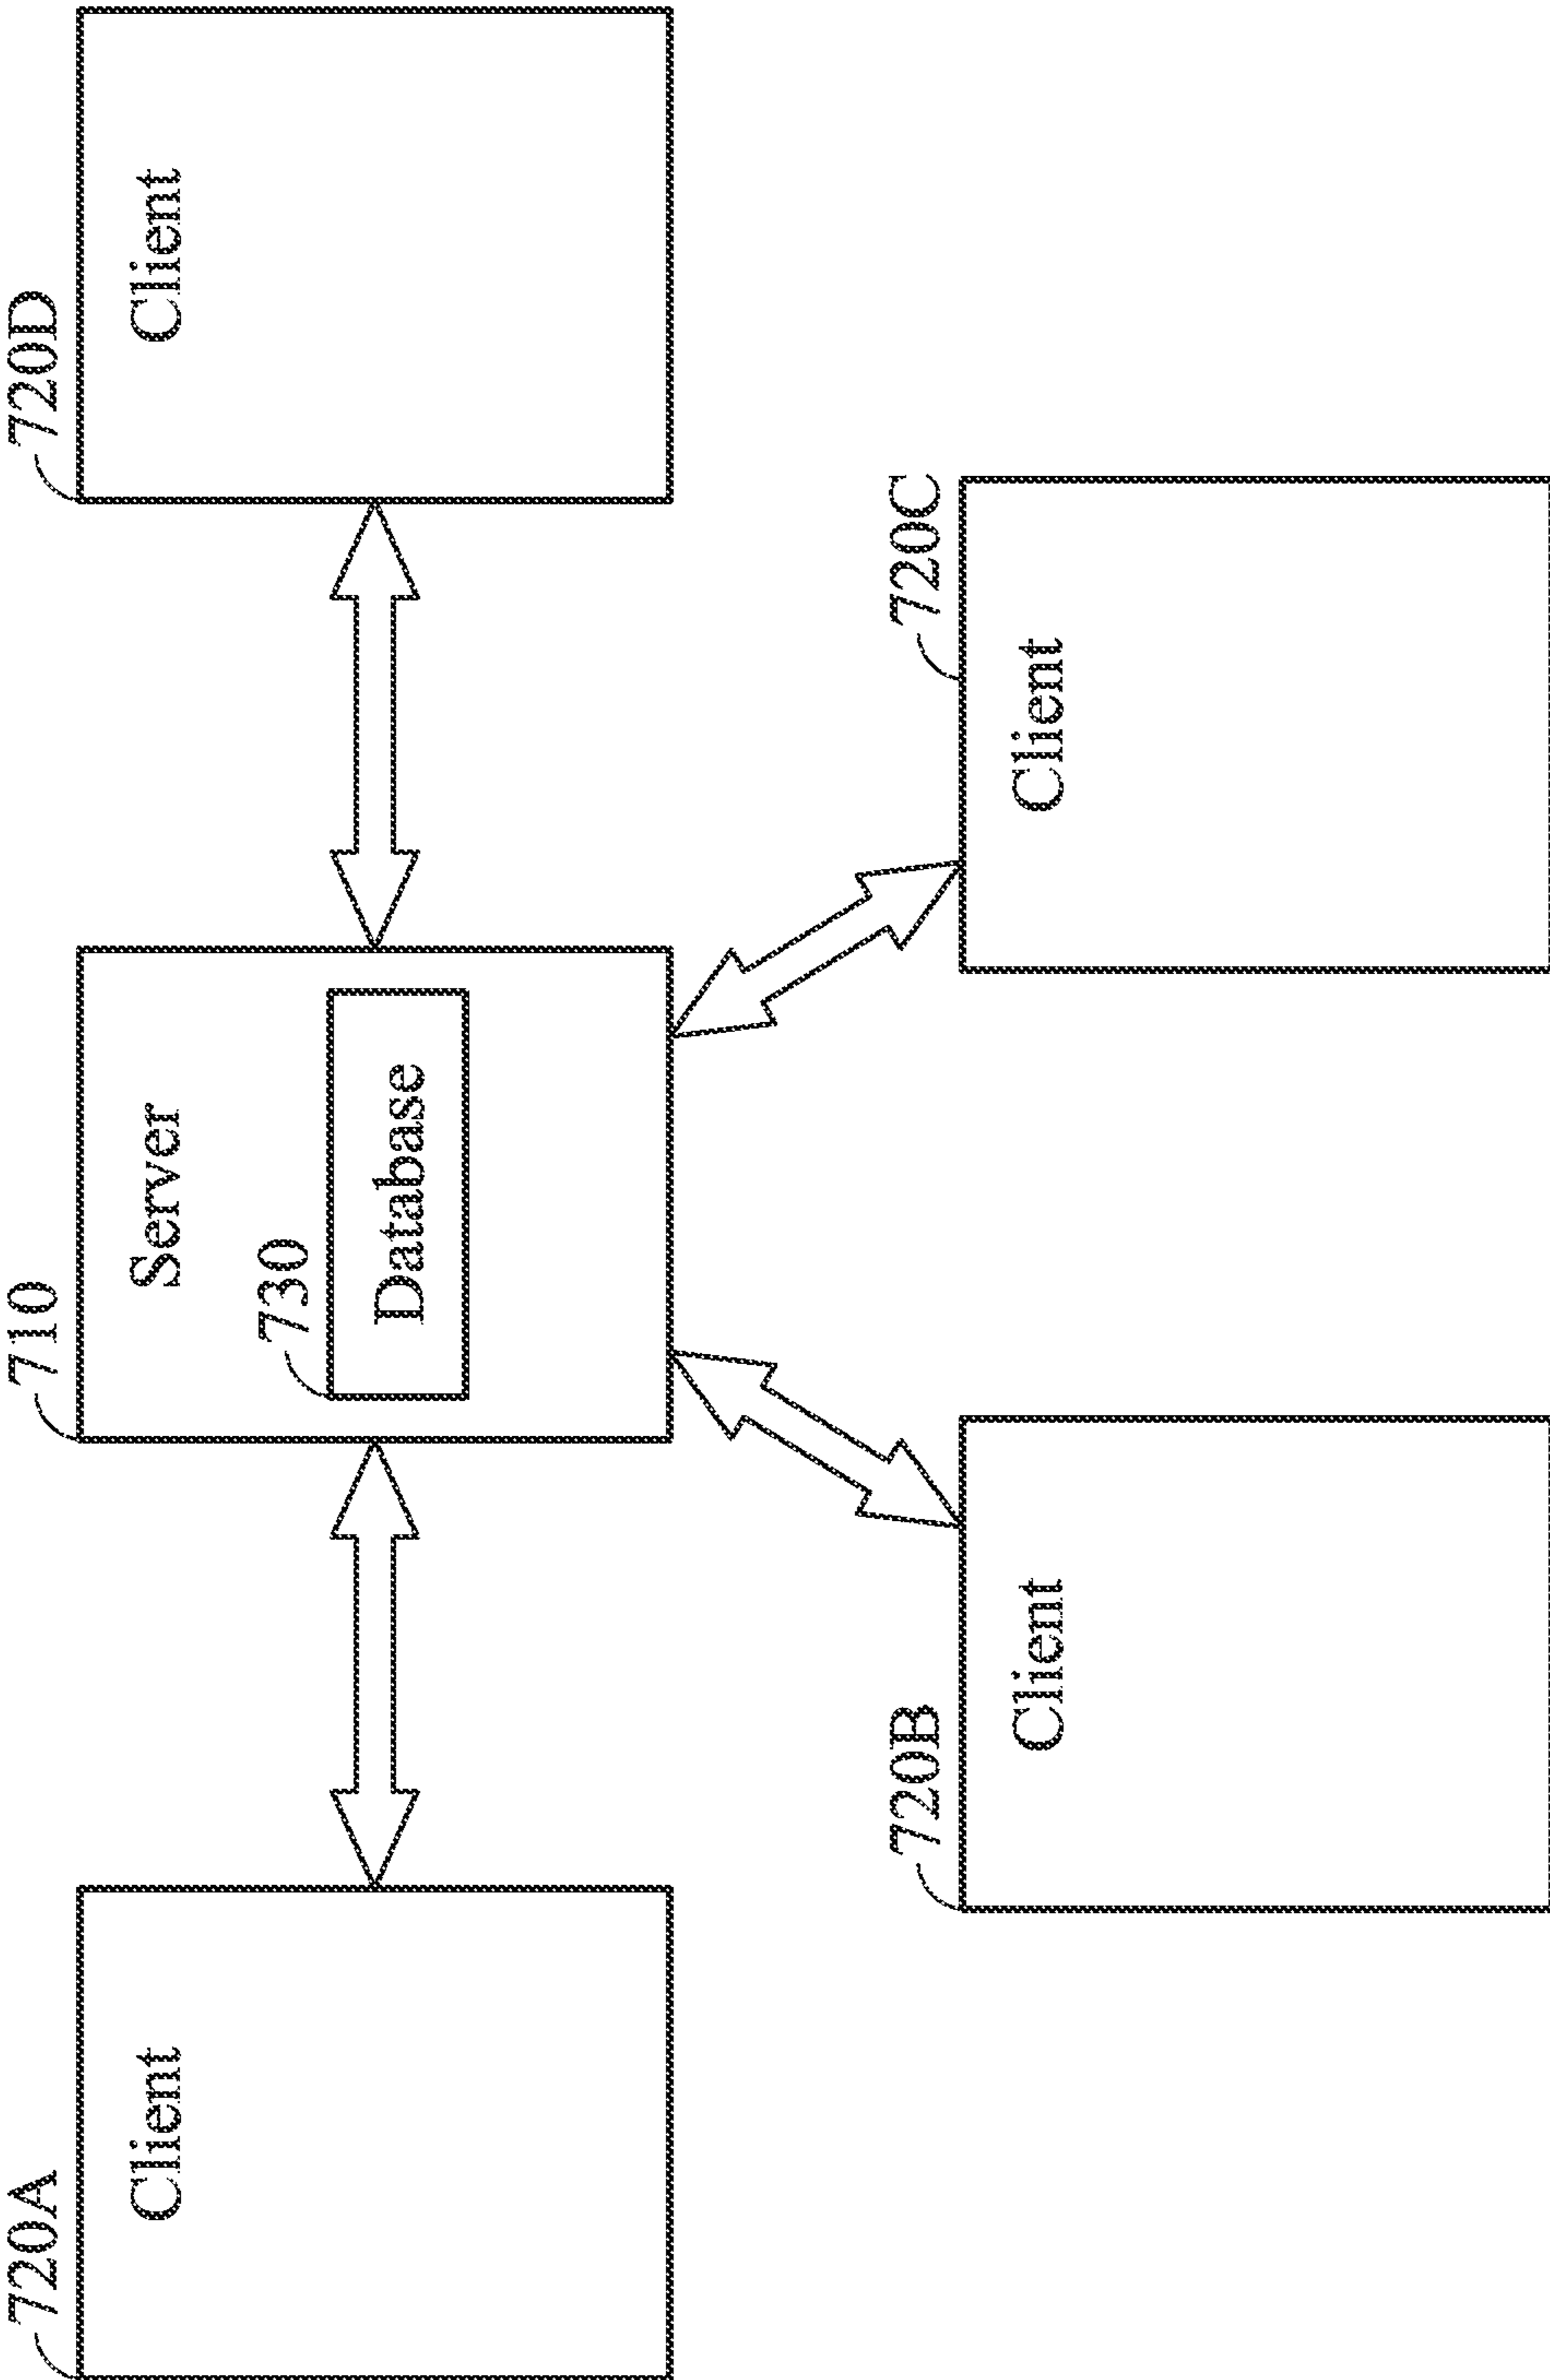 720A
Client
710
Server
730
Database
720D
Client
720B
Client
720C
Client